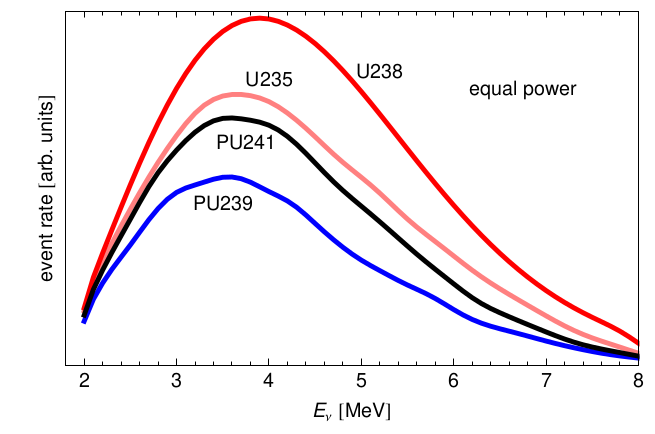 U238
U235
equal power
PU241
PU239
event rate [arb. units]
2 3 4 5 6 7 8
E_ν [MeV]